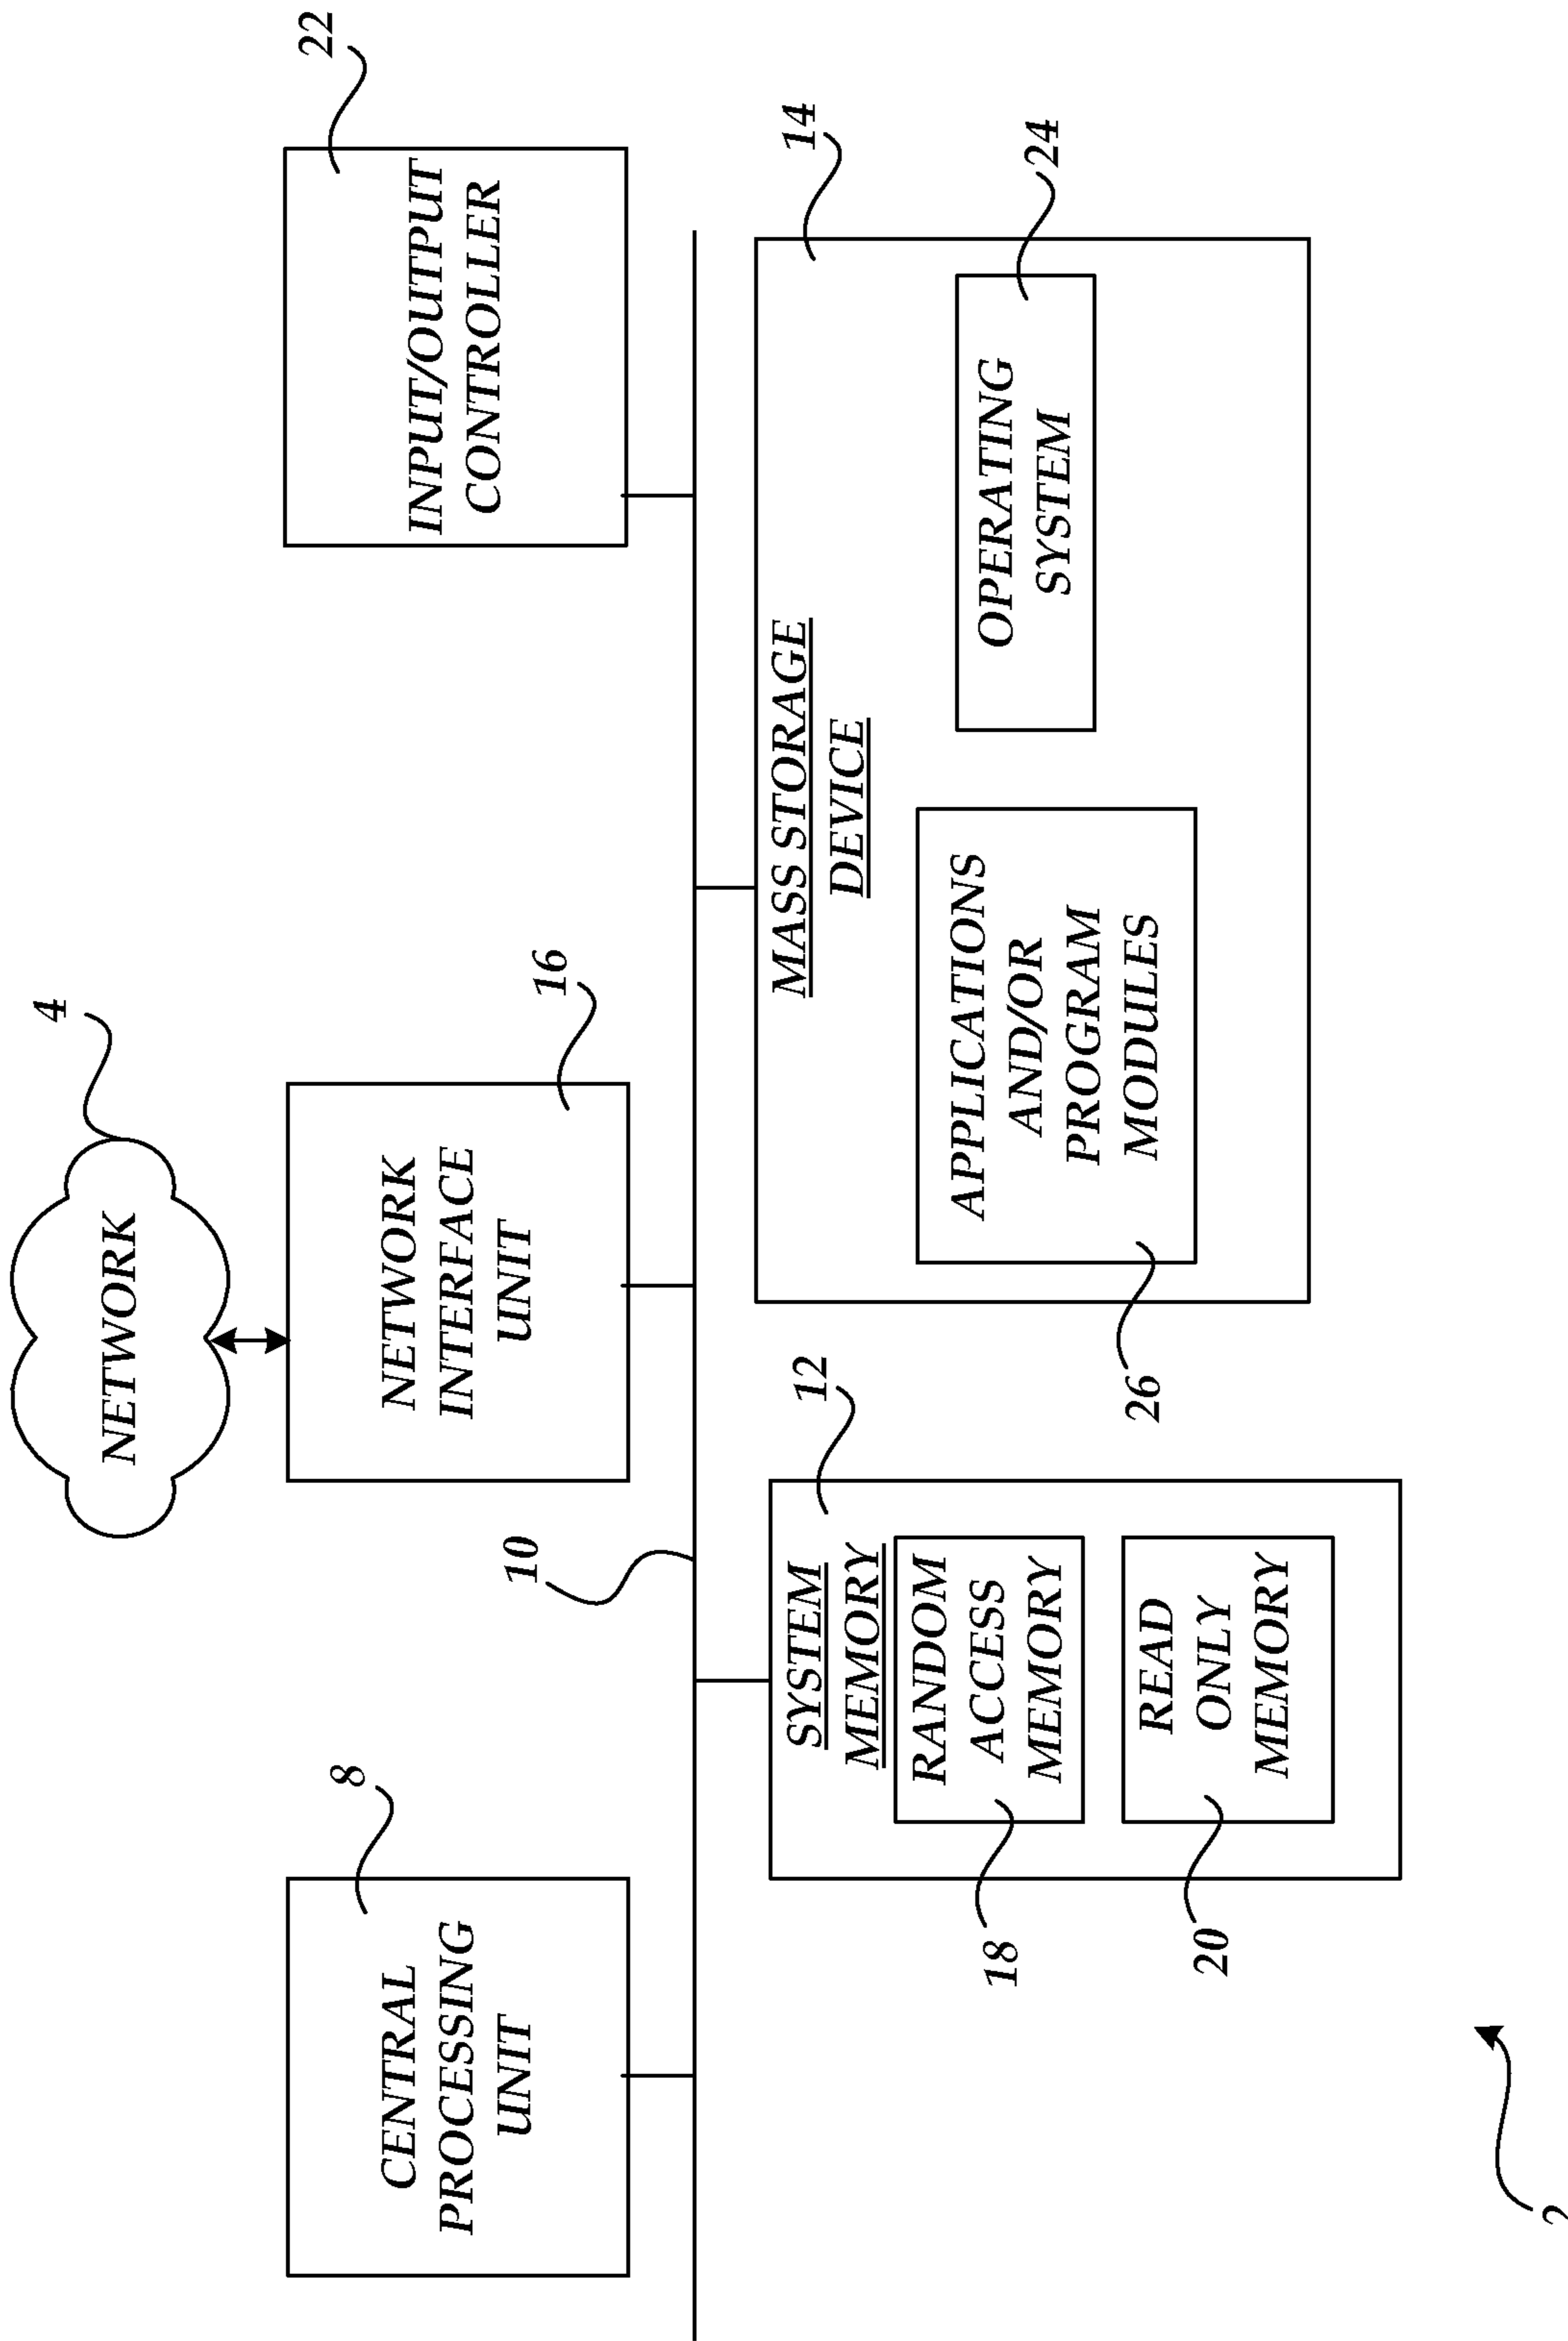 NETWORK
4
CENTRAL
PROCESSING
UNIT
8
NETWORK
INTERFACE
UNIT
16
INPUT/OUTPUT
CONTROLLER
22
10
SYSTEM
MEMORY
12
RANDOM
ACCESS
MEMORY
18
READ
ONLY
MEMORY
20
MASS STORAGE
DEVICE
14
APPLICATIONS
AND/OR
PROGRAM
MODULES
26
OPERATING
SYSTEM
24
2